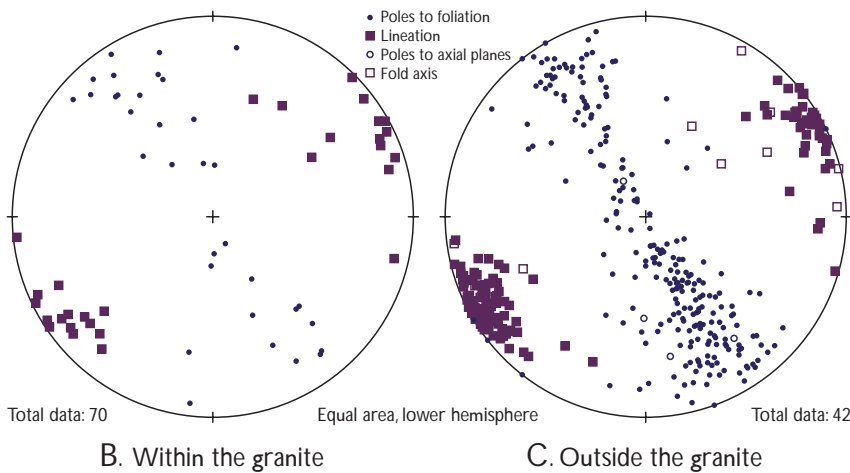 Poles to foliation
Lineation
Poles to axial planes
Fold axis
Total data: 70
Equal area, lower hemisphere
Total data: 42
B. Within the granite
C. Outside the granite